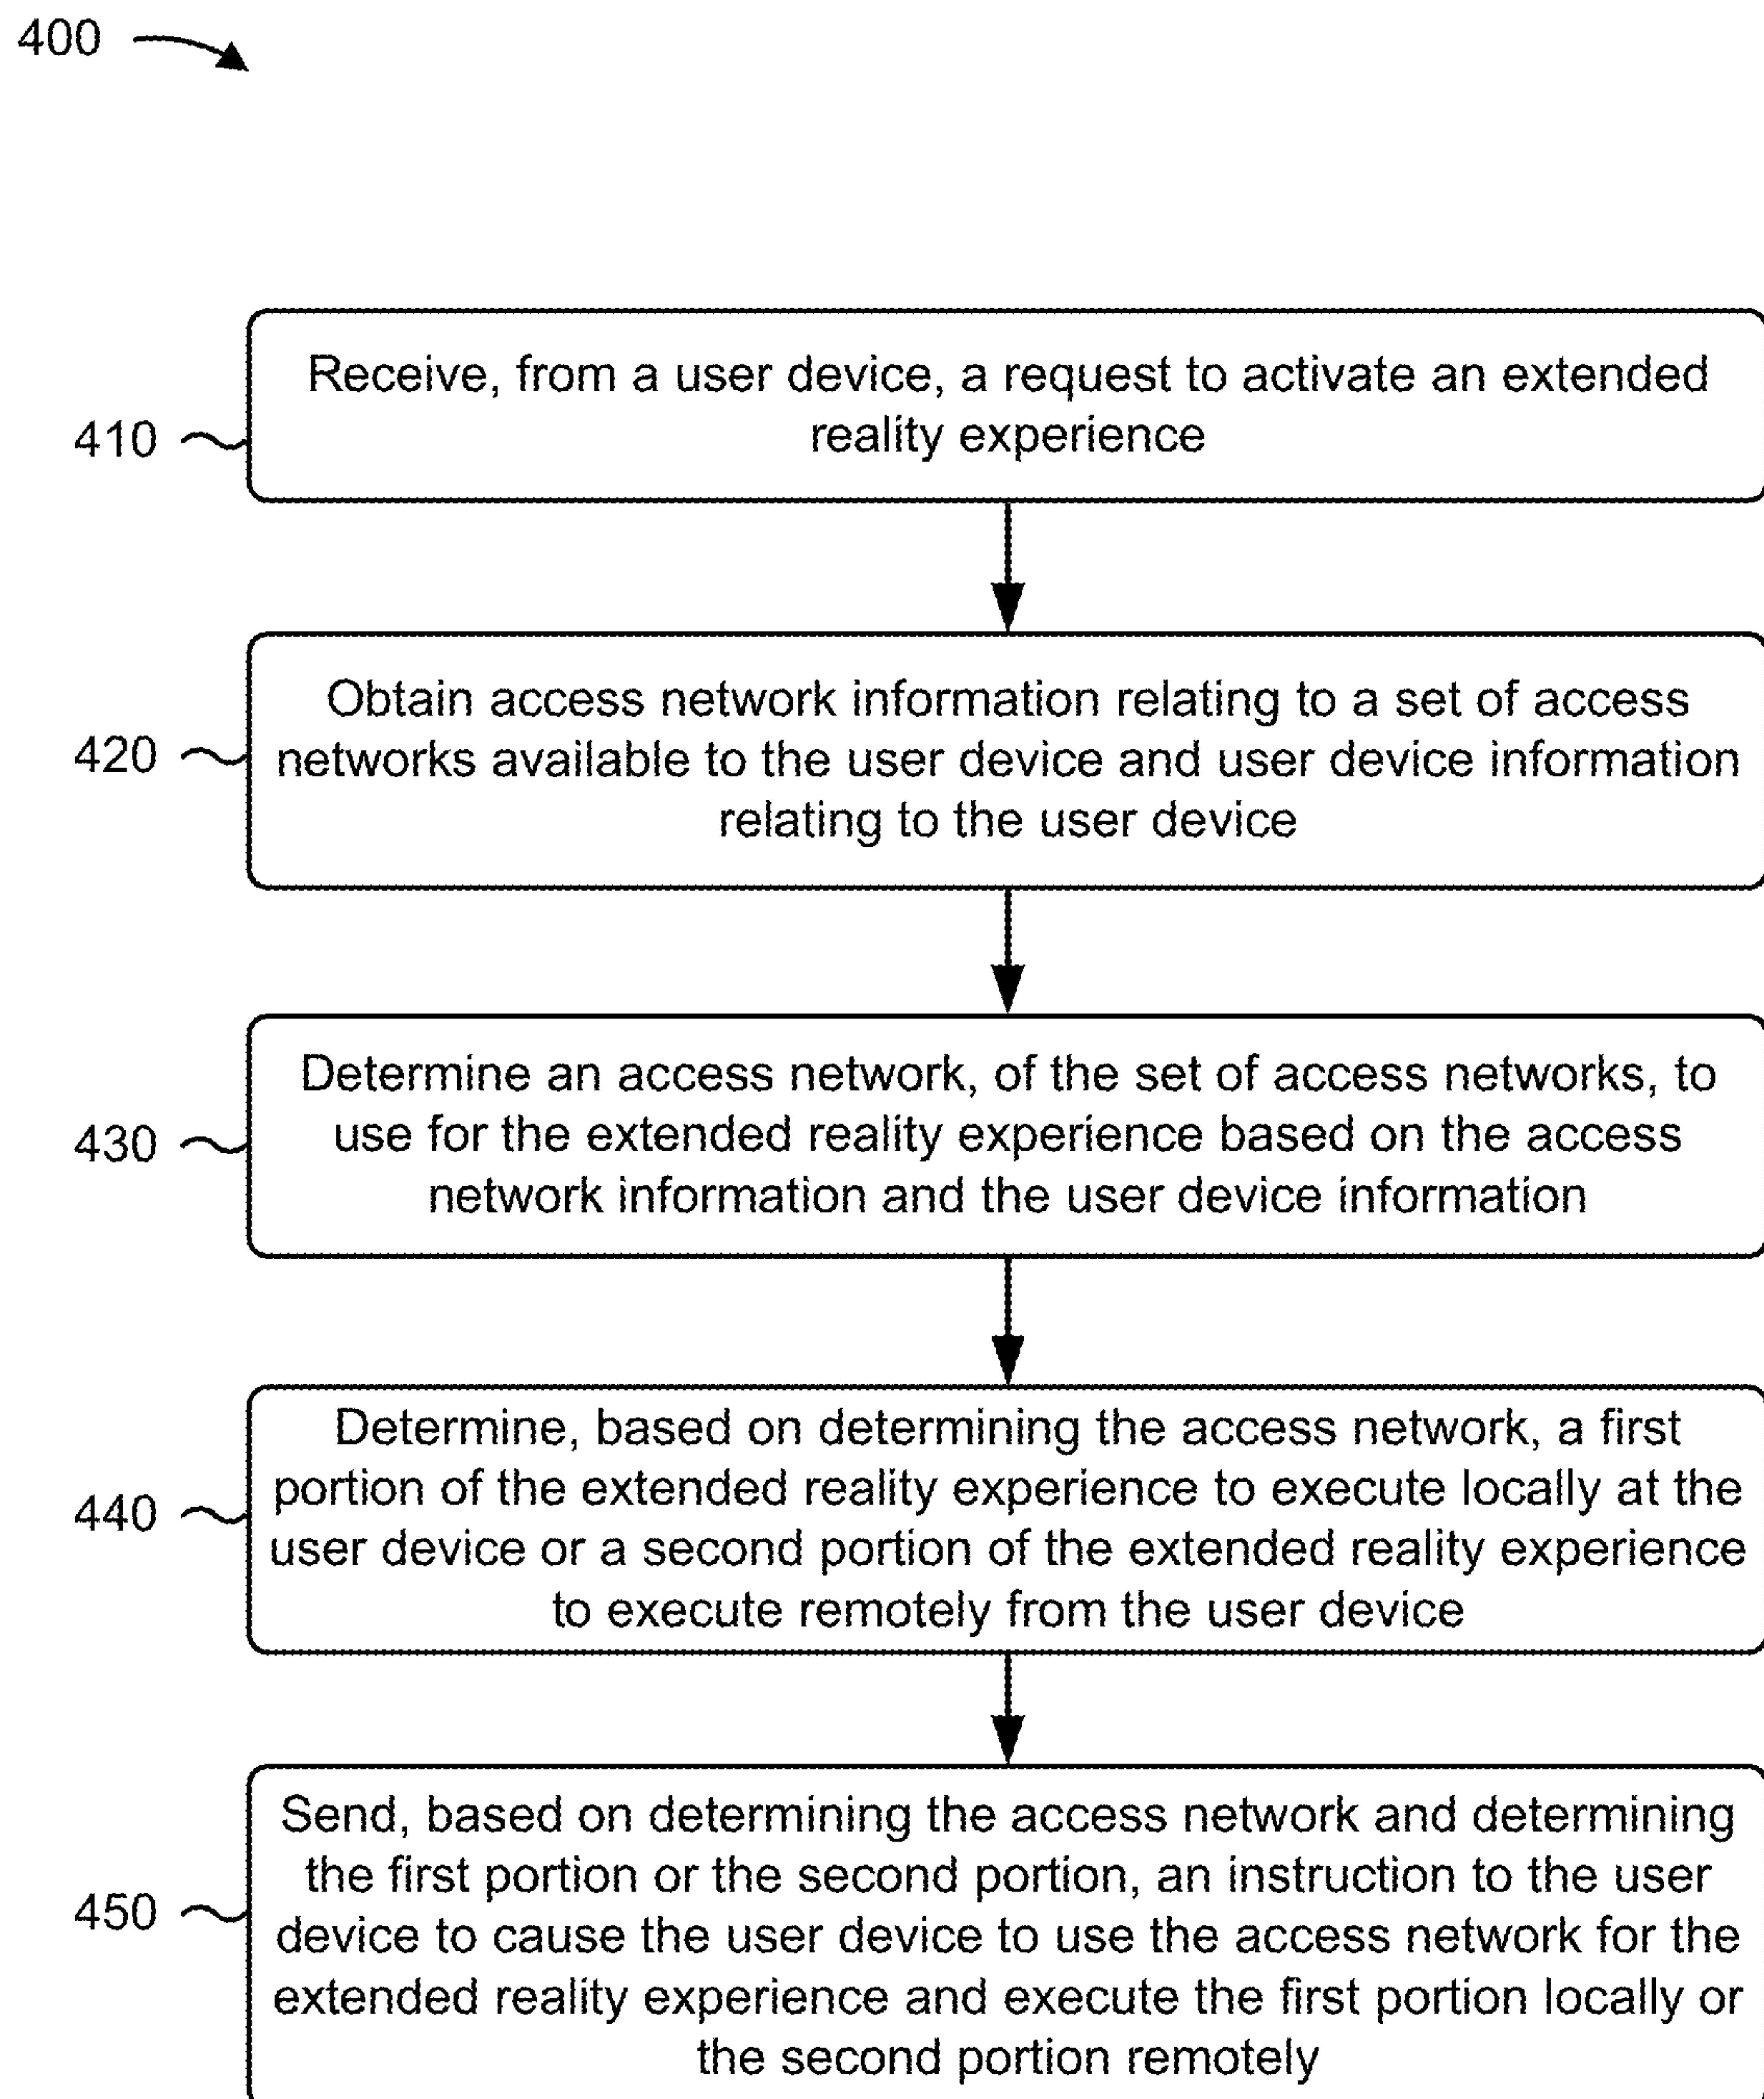 400
Receive, from a user device, a request to activate an extended
reality experience
410
Obtain access network information relating to a set of access
networks available to the user device and user device information
relating to the user device
420
Determine an access network, of the set of access networks, to
use for the extended reality experience based on the access
network information and the user device information
430
Determine, based on determining the access network, a first
portion of the extended reality experience to execute locally at the
user device or a second portion of the extended reality experience
to execute remotely from the user device
440
Send, based on determining the access network and determining
the first portion or the second portion, an instruction to the user
device to cause the user device to use the access network for the
extended reality experience and execute the first portion locally or
the second portion remotely
450